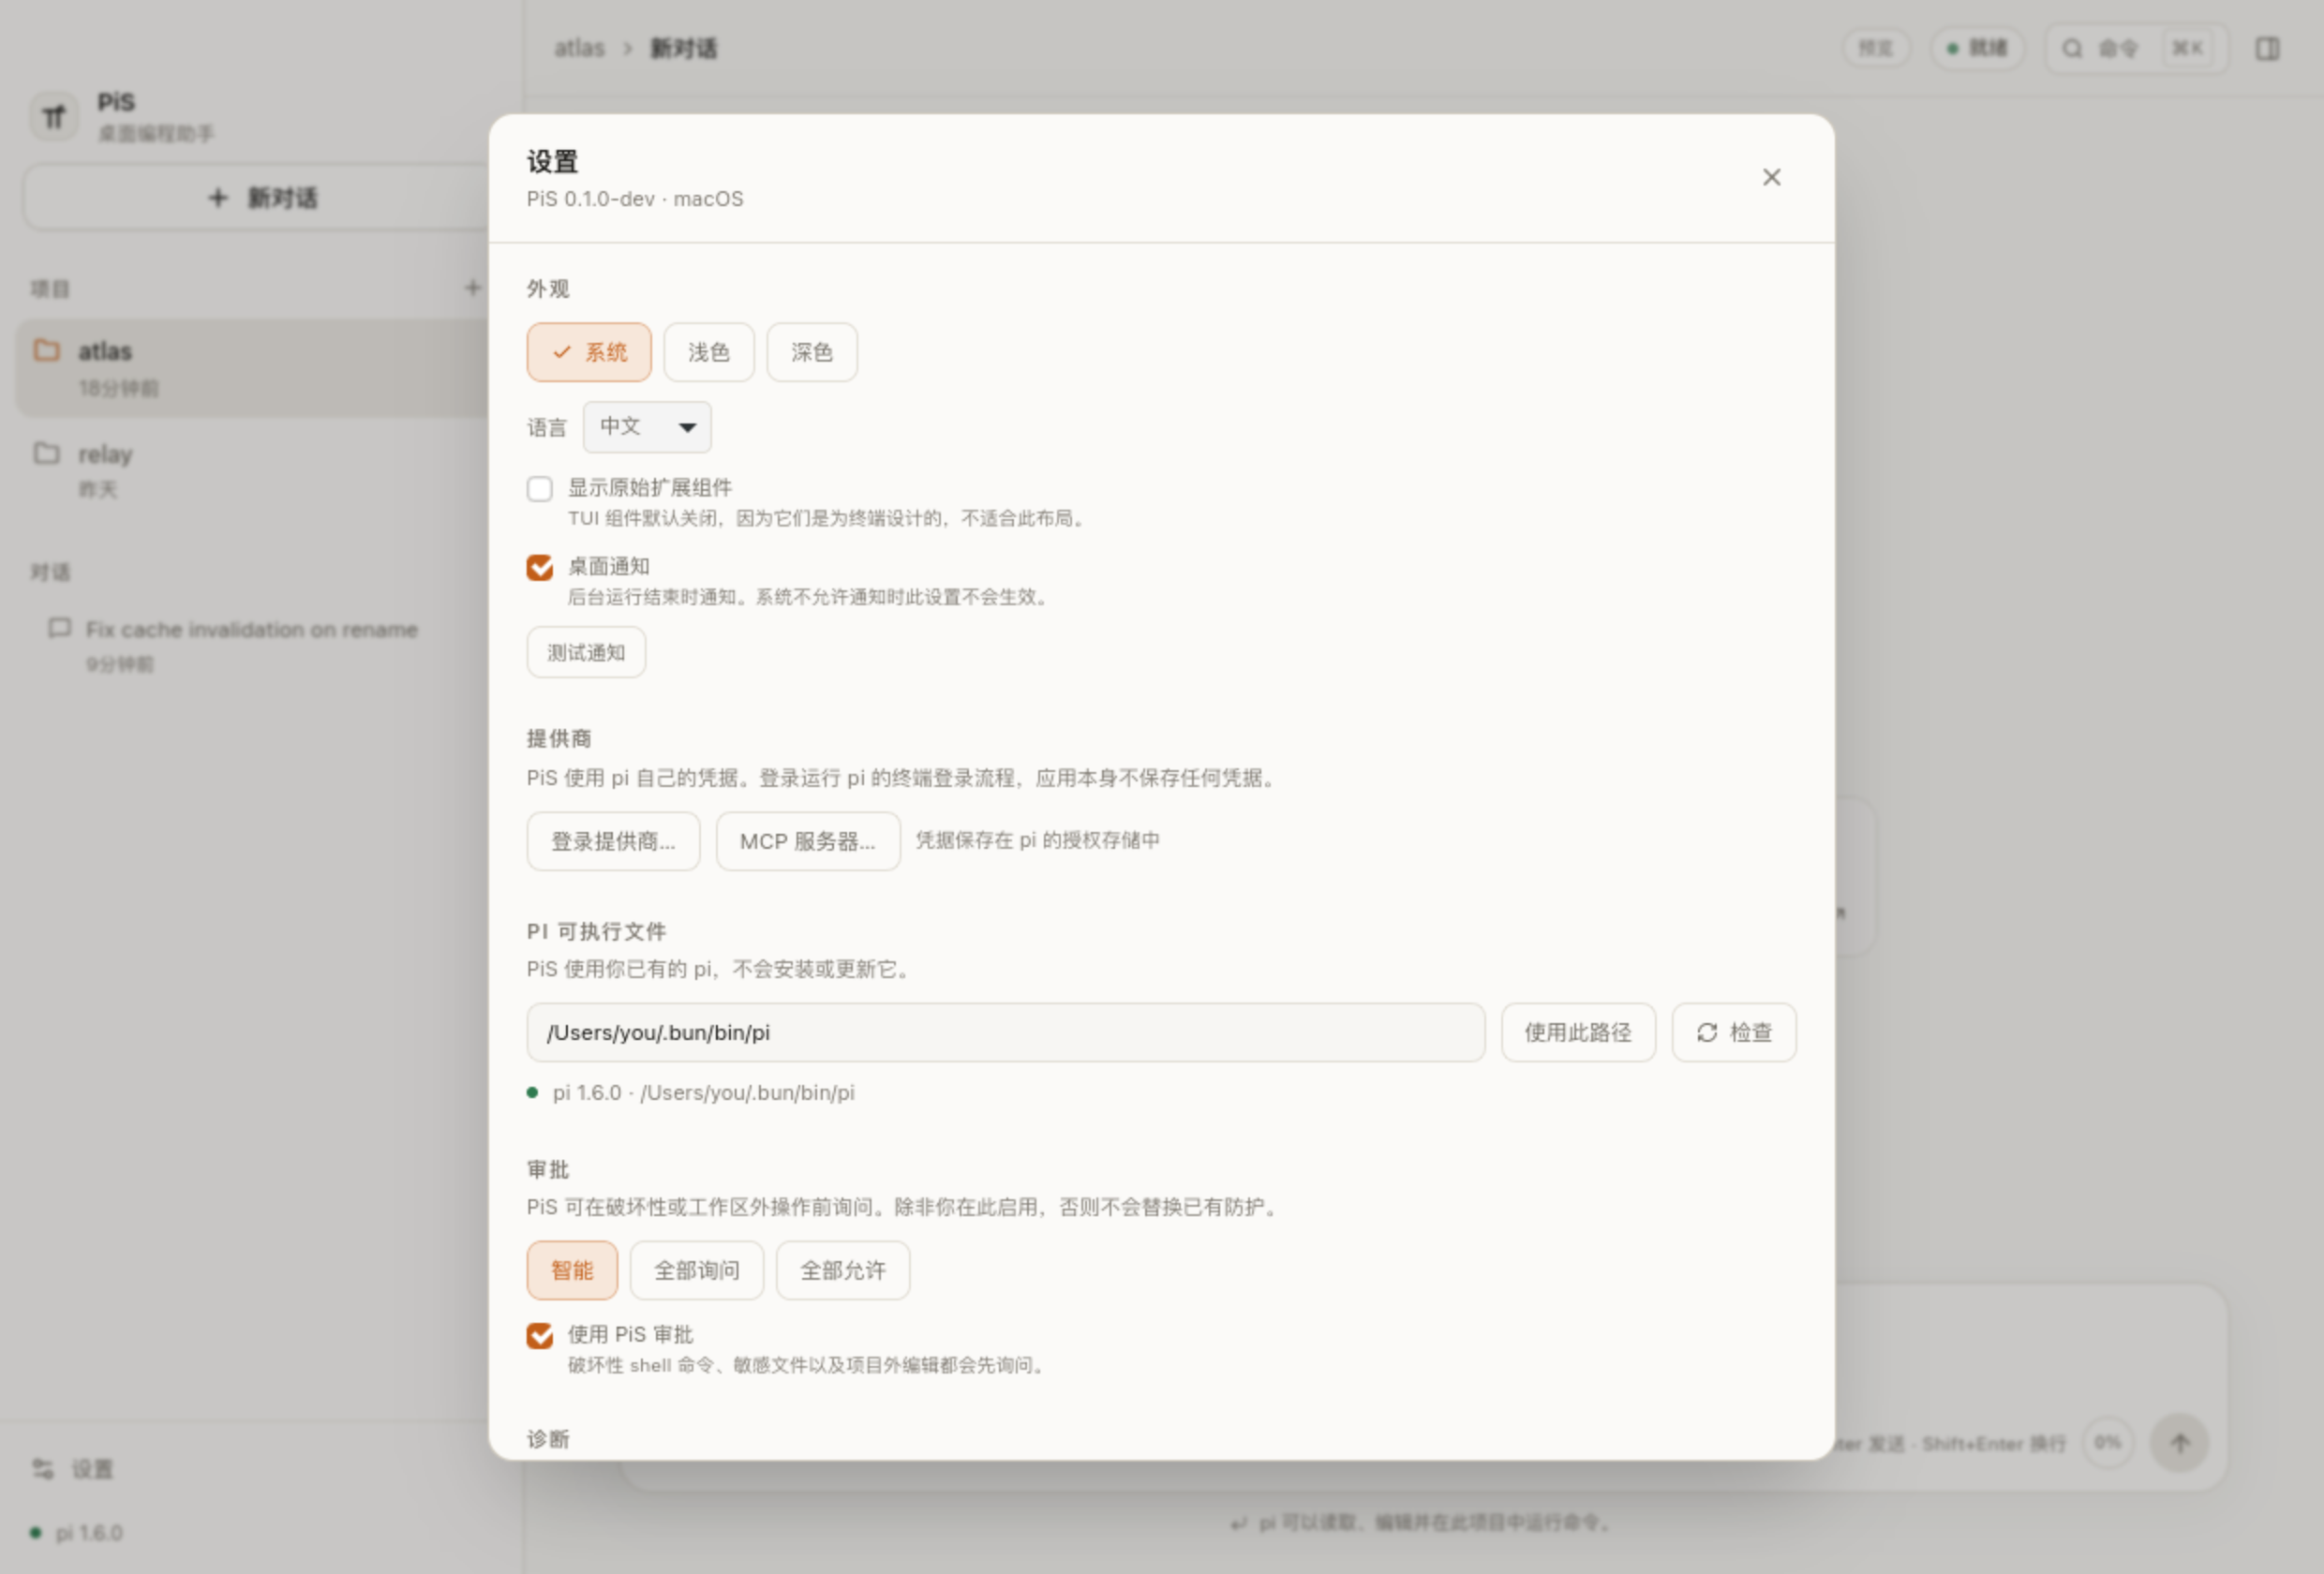 PiS
桌面编程助手
新对话
项目
atlas
18分钟前
relay
昨天
对话
Fix cache invalidation on rename
9分钟前
设置
pi 1.6.0
atlas › 新对话
预览
就绪
命令 ⌘K
设置
PiS 0.1.0-dev · macOS
外观
系统 浅色 深色
语言 中文
显示原始扩展组件
TUI 组件默认关闭，因为它们是为终端设计的，不适合此布局。
桌面通知
后台运行结束时通知。系统不允许通知时此设置不会生效。
测试通知
提供商
PiS 使用 pi 自己的凭据。登录运行 pi 的终端登录流程，应用本身不保存任何凭据。
登录提供商... MCP 服务器... 凭据保存在 pi 的授权存储中
PI 可执行文件
PiS 使用你已有的 pi，不会安装或更新它。
/Users/you/.bun/bin/pi 使用此路径 检查
pi 1.6.0 · /Users/you/.bun/bin/pi
审批
PiS 可在破坏性或工作区外操作前询问。除非你在此启用，否则不会替换已有防护。
智能 全部询问 全部允许
使用 PiS 审批
破坏性 shell 命令、敏感文件以及项目外编辑都会先询问。
诊断
发送 · Shift+Enter 换行 0%
pi 可以读取、编辑并在此项目中运行命令。